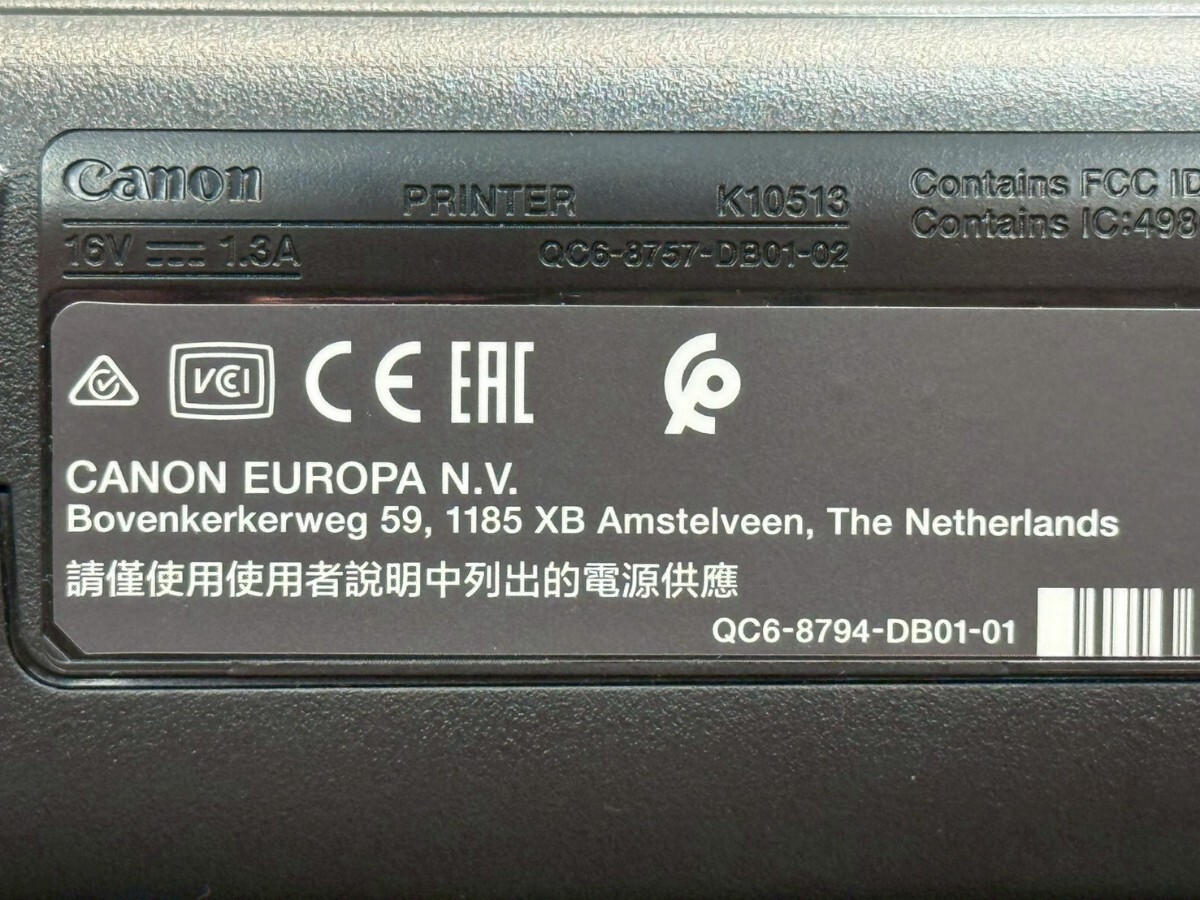 Canon PRINTER K10513
16V ⎓ 1.3A QC6-8757-DB01-02
Contains FCC ID
Contains IC:498
VCCI CE EAC
CANON EUROPA N.V.
Bovenkerkerweg 59, 1185 XB Amstelveen, The Netherlands
請僅使用使用者說明中列出的電源供應
QC6-8794-DB01-01